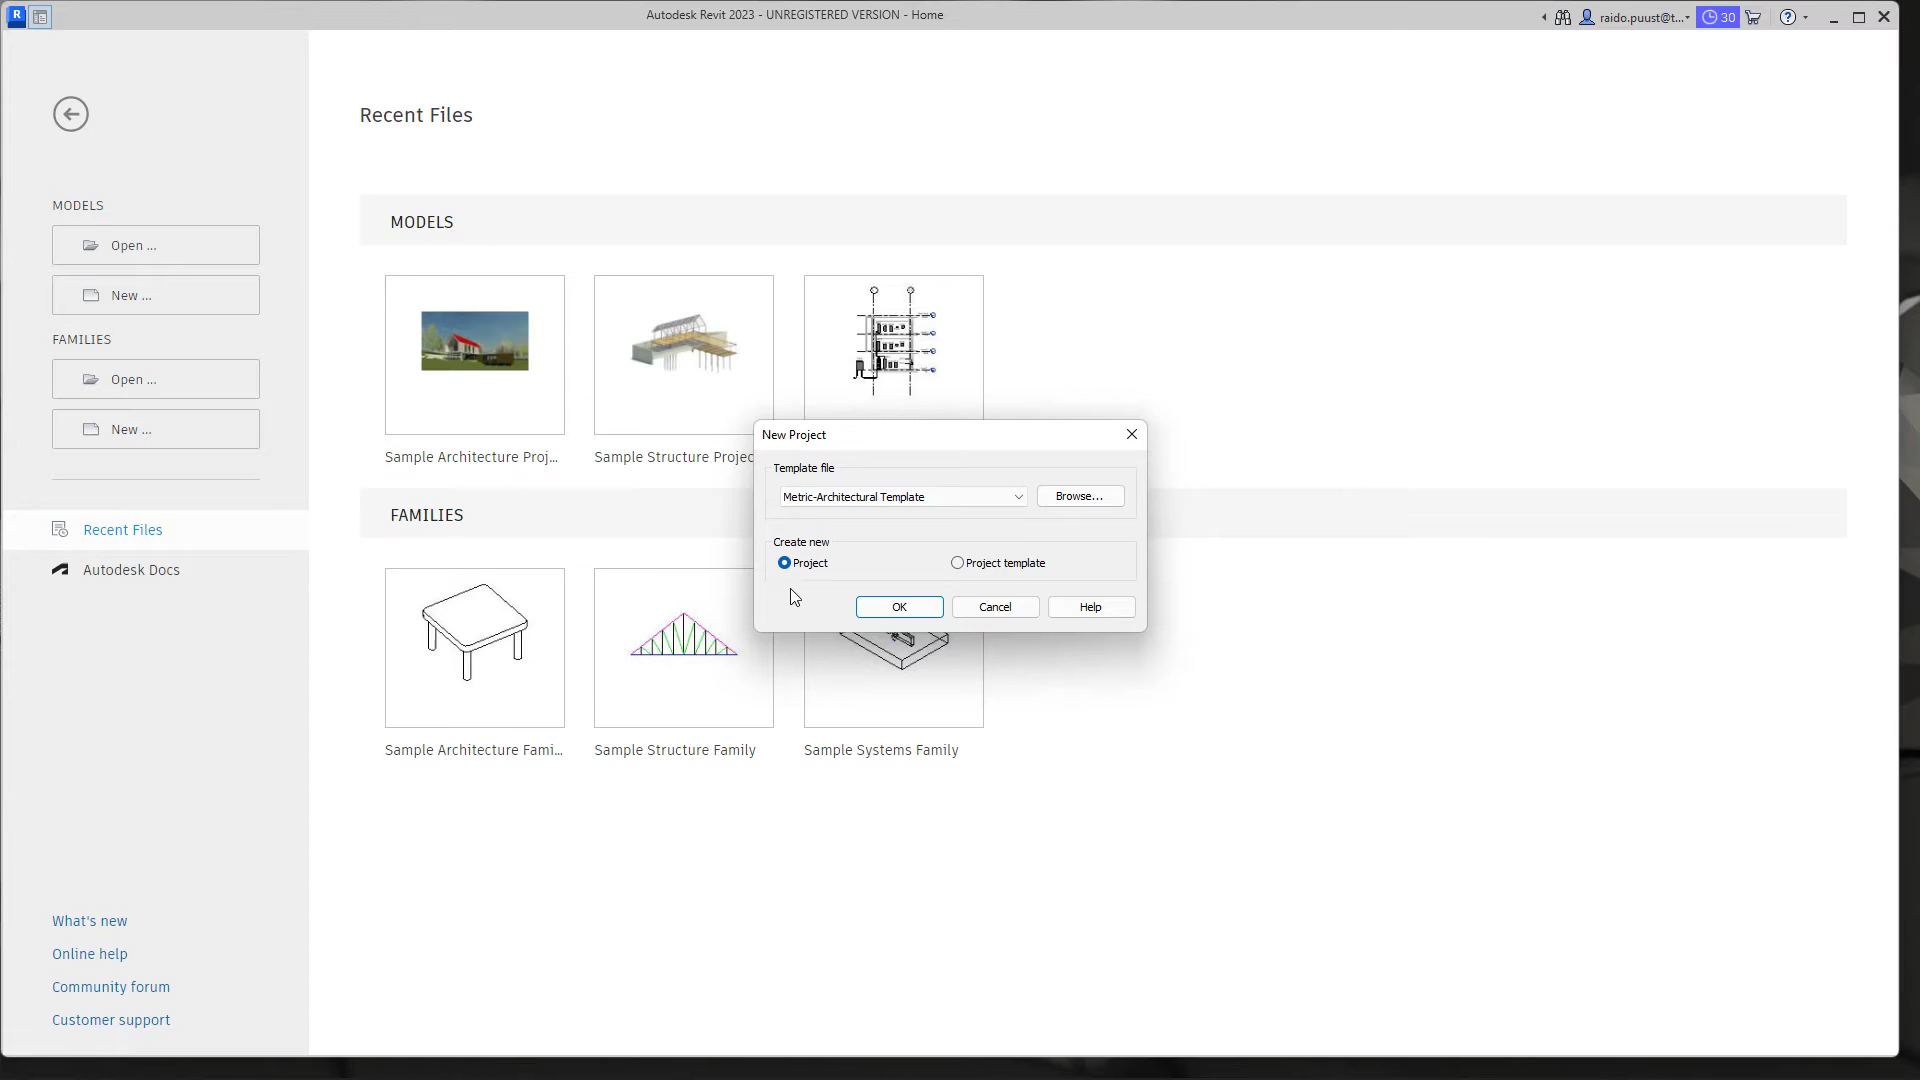 R
Autodesk Revit 2023 - UNREGISTERED VERSION - Home
raido.puust@t...
30
Recent Files
MODELS
Open ...
New ...
FAMILIES
Open ...
New ...
Recent Files
Autodesk Docs
What's new
Online help
Community forum
Customer support
MODELS
Sample Architecture Proj...
Sample Structure Projec
FAMILIES
Sample Architecture Fami...
Sample Structure Family
Sample Systems Family
New Project
Template file
Metric-Architectural Template
Browse...
Create new
Project
Project template
OK
Cancel
Help